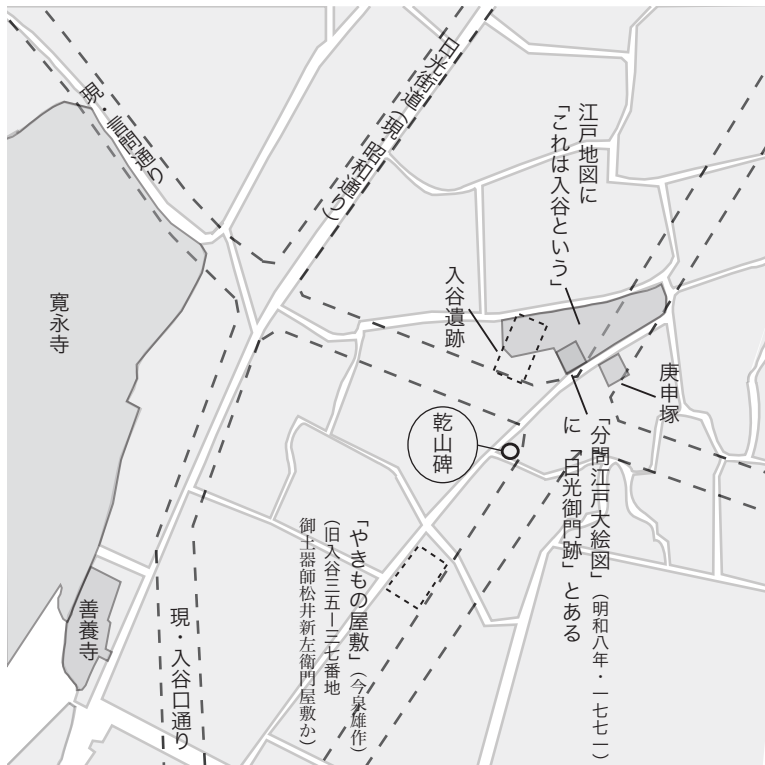 日光街道(現・昭和通り)
現・言問通り
江戸地図に
「これは入谷という」
入谷遺跡
寛永寺
庚申塚
乾山碑
「分間江戸大絵図」(明和八年・一七七一)
に「日光御門跡」とある
「やきもの屋敷」(今泉雄作)
(旧入谷三五ー三七番地
御土器師松井新左衛門屋敷か)
善養寺
現・入谷口通り